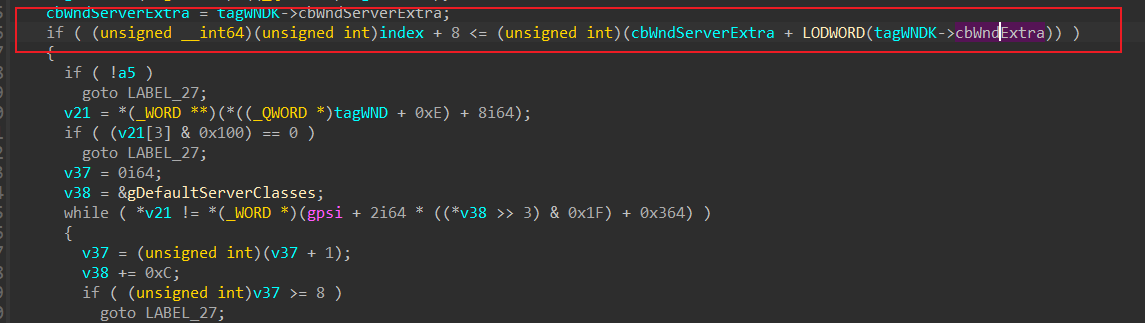 cbWndServerExtra = tagWNDK->cbWndServerExtra;
if ( (unsigned __int64)(unsigned int)index + 8 <= (unsigned int)(cbWndServerExtra + LODWORD(tagWNDK->cbWndExtra)) )
{
if ( !a5 )
goto LABEL_27;
v21 = *(_WORD **)(*((_QWORD *)tagWND + 0xE) + 8i64);
if ( (v21[3] & 0x100) == 0 )
goto LABEL_27;
v37 = 0i64;
v38 = &gDefaultServerClasses;
while ( *v21 != *(_WORD *)(gpsi + 2i64 * ((*v38 >> 3) & 0x1F) + 0x364) )
{
v37 = (unsigned int)(v37 + 1);
v38 += 0xC;
if ( (unsigned int)v37 >= 8 )
goto LABEL_27;